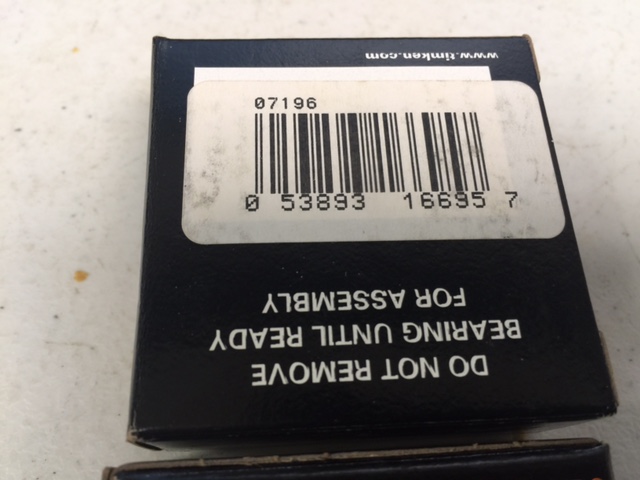 www.timken.com
07196
0 53893 16695 7
DO NOT REMOVE
BEARING UNTIL READY
FOR ASSEMBLY